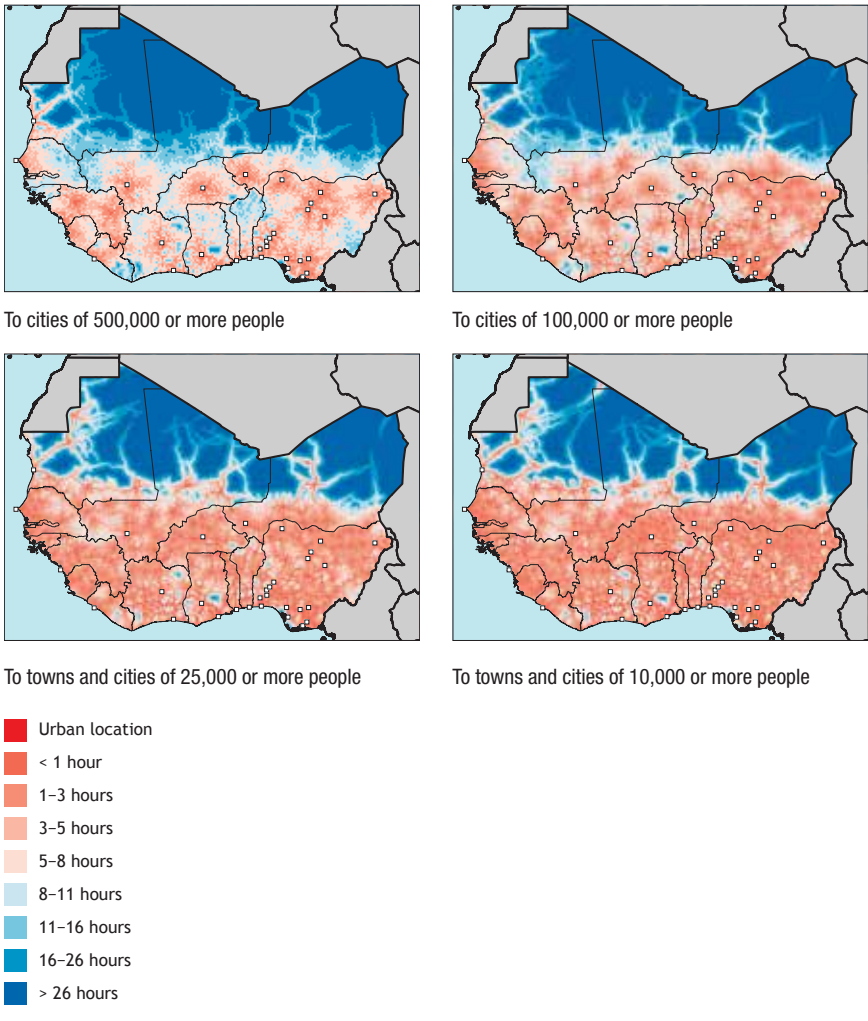 To cities of 500,000 or more people
To cities of 100,000 or more people
To towns and cities of 25,000 or more people
To towns and cities of 10,000 or more people
Urban location
< 1 hour
1–3 hours
3–5 hours
5–8 hours
8–11 hours
11–16 hours
16–26 hours
> 26 hours